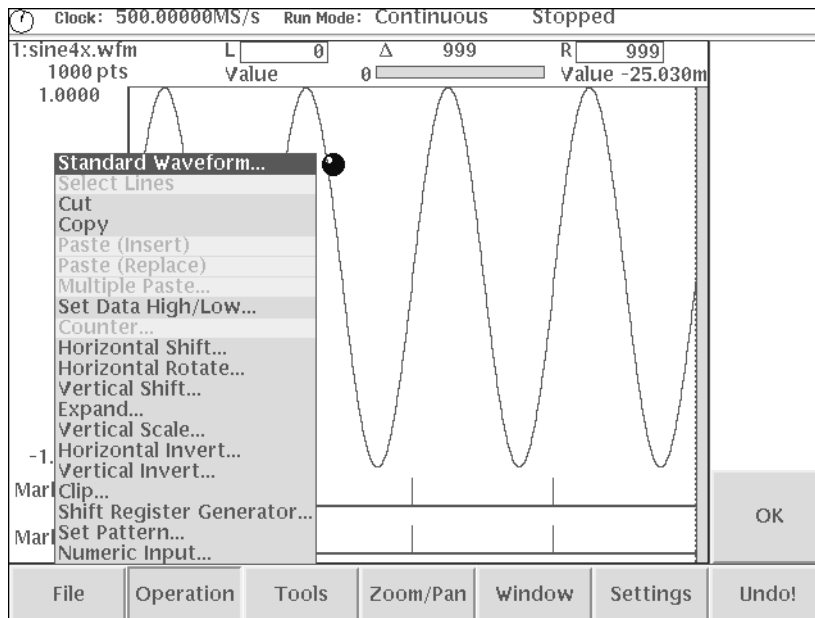 Clock: 500.00000MS/s Run Mode: Continuous Stopped
1:sine4x.wfm L 0 Δ 999 R 999
1000 pts Value 0 Value -25.030m
1.0000
Standard Waveform...
Select Lines
Cut
Copy
Paste (Insert)
Paste (Replace)
Multiple Paste...
Set Data High/Low...
Counter...
Horizontal Shift...
Horizontal Rotate...
Vertical Shift...
Expand...
Vertical Scale...
-1.
Horizontal Invert...
Vertical Invert...
Mar
Clip...
Shift Register Generator...
OK
Mar
Set Pattern...
Numeric Input...
File Operation Tools Zoom/Pan Window Settings Undo!